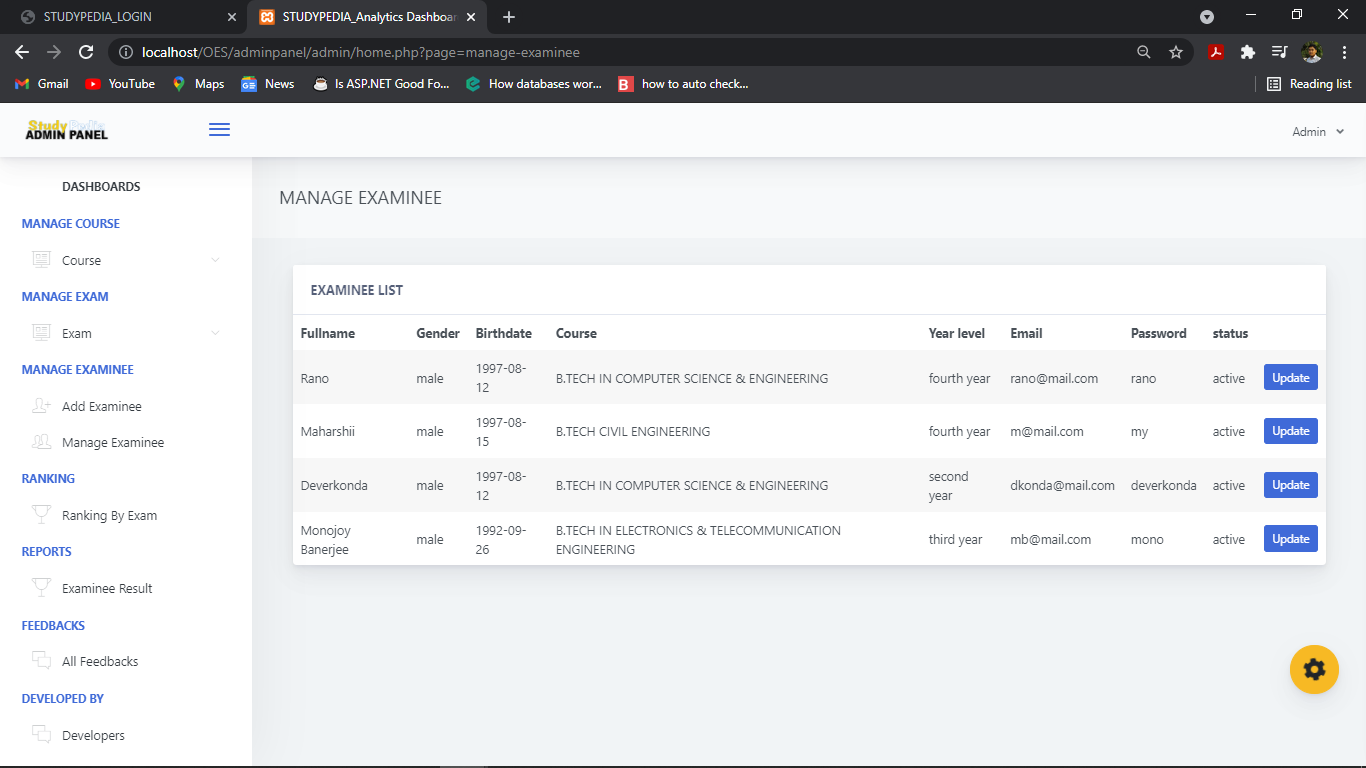 STUDYPEDIA_LOGIN
STUDYPEDIA_Analytics Dashboar
localhost/OES/adminpanel/admin/home.php?page=manage-examinee
Gmail YouTube Maps News Is ASP.NET Good Fo... How databases wor... how to auto check... Reading list
StudyPedia
ADMIN PANEL
Admin
DASHBOARDS
MANAGE COURSE
Course
MANAGE EXAM
Exam
MANAGE EXAMINEE
Add Examinee
Manage Examinee
RANKING
Ranking By Exam
REPORTS
Examinee Result
FEEDBACKS
All Feedbacks
DEVELOPED BY
Developers
MANAGE EXAMINEE
EXAMINEE LIST
Fullname Gender Birthdate Course Year level Email Password status
Rano male 1997-08-12 B.TECH IN COMPUTER SCIENCE & ENGINEERING fourth year rano@mail.com rano active Update
Maharshii male 1997-08-15 B.TECH CIVIL ENGINEERING fourth year m@mail.com my active Update
Deverkonda male 1997-08-12 B.TECH IN COMPUTER SCIENCE & ENGINEERING second year dkonda@mail.com deverkonda active Update
Monojoy Banerjee male 1992-09-26 B.TECH IN ELECTRONICS & TELECOMMUNICATION ENGINEERING third year mb@mail.com mono active Update